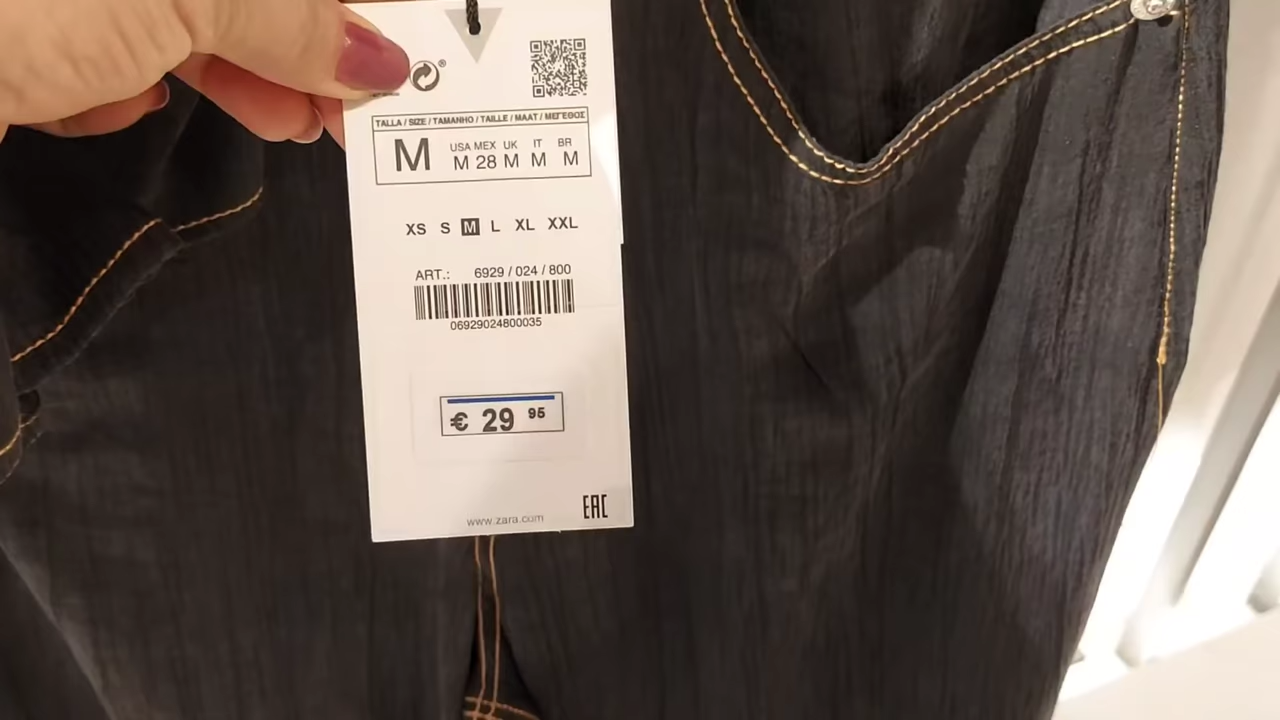 ®
TALLA / SIZE / TAMANHO / TAILLE / MAAT / ΜΕΓΕΘΟΣ
M
USA MEX UK IT BR
M 28 M M M
XS S M L XL XXL
ART.: 6929 / 024 / 800
06929024800035
€ 29 95
EAC
www.zara.com